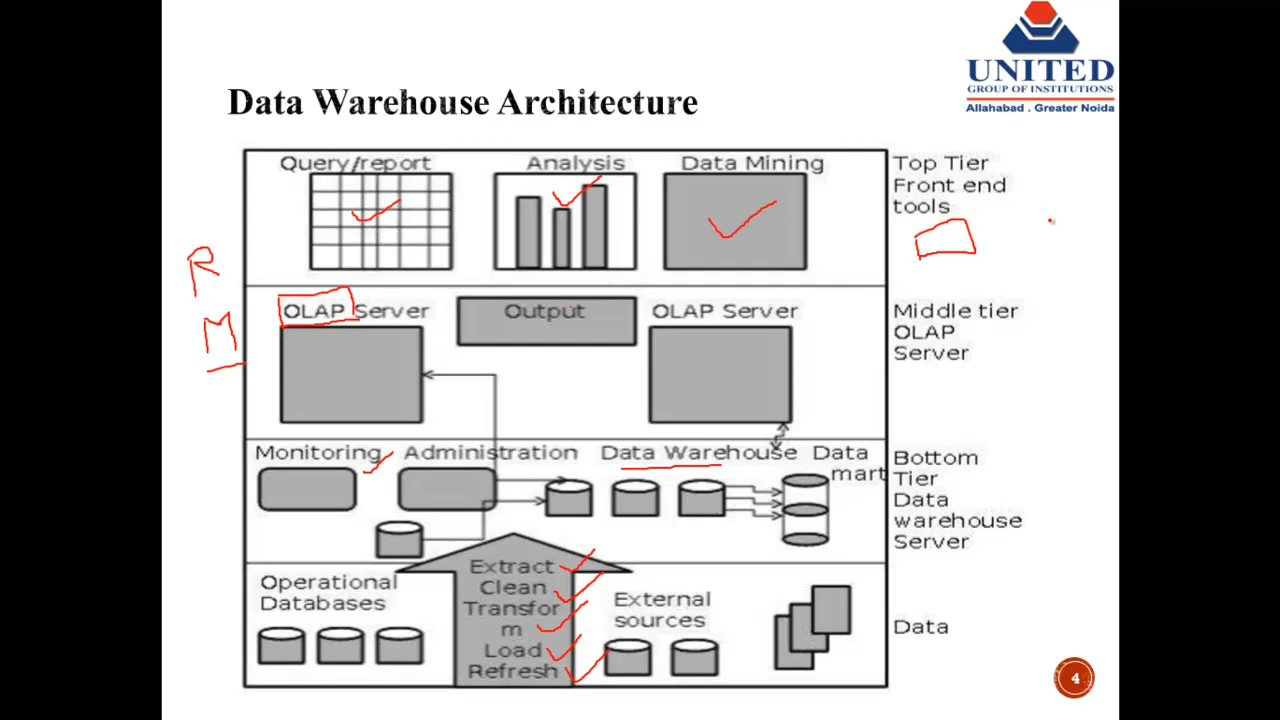 UNITED
GROUP OF INSTITUTIONS
Allahabad . Greater Noida
Data Warehouse Architecture
Query/report
Analysis
Data Mining
Top Tier
Front end
tools
R
M
OLAP Server
Output
OLAP Server
Middle tier
OLAP
Server
Monitoring
Administration
Data Warehouse
Data
mart
Bottom
Tier
Data
warehouse
Server
Operational
Databases
Extract
Clean
Transfor
m
Load
Refresh
External
sources
Data
4